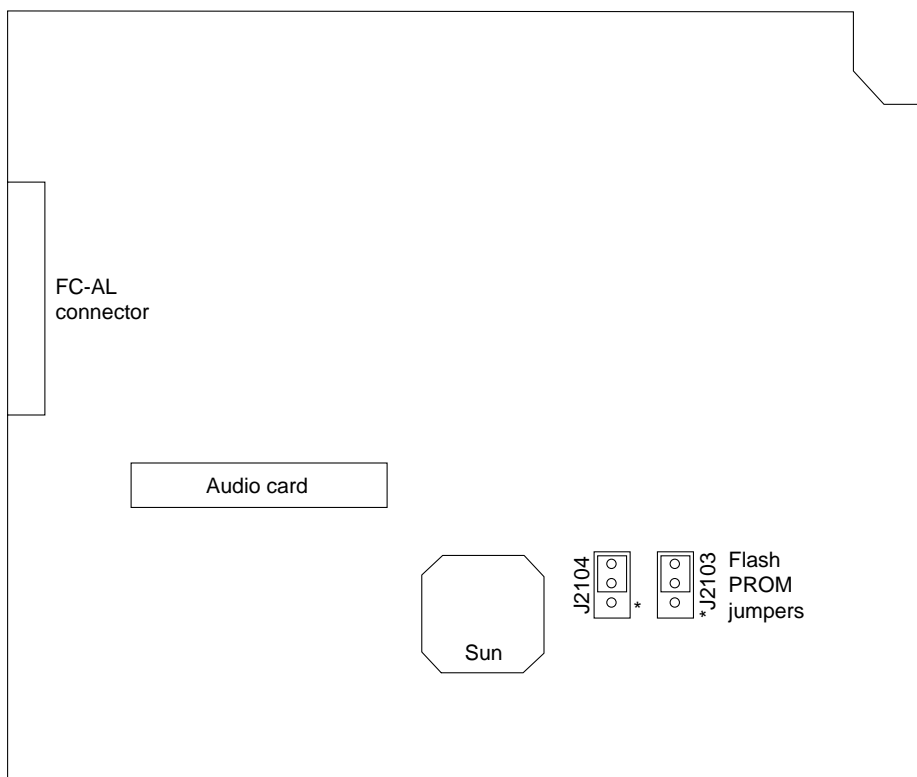 FC-AL
connector
Audio card
J2104
*
J2103
*
Flash
PROM
jumpers
Sun